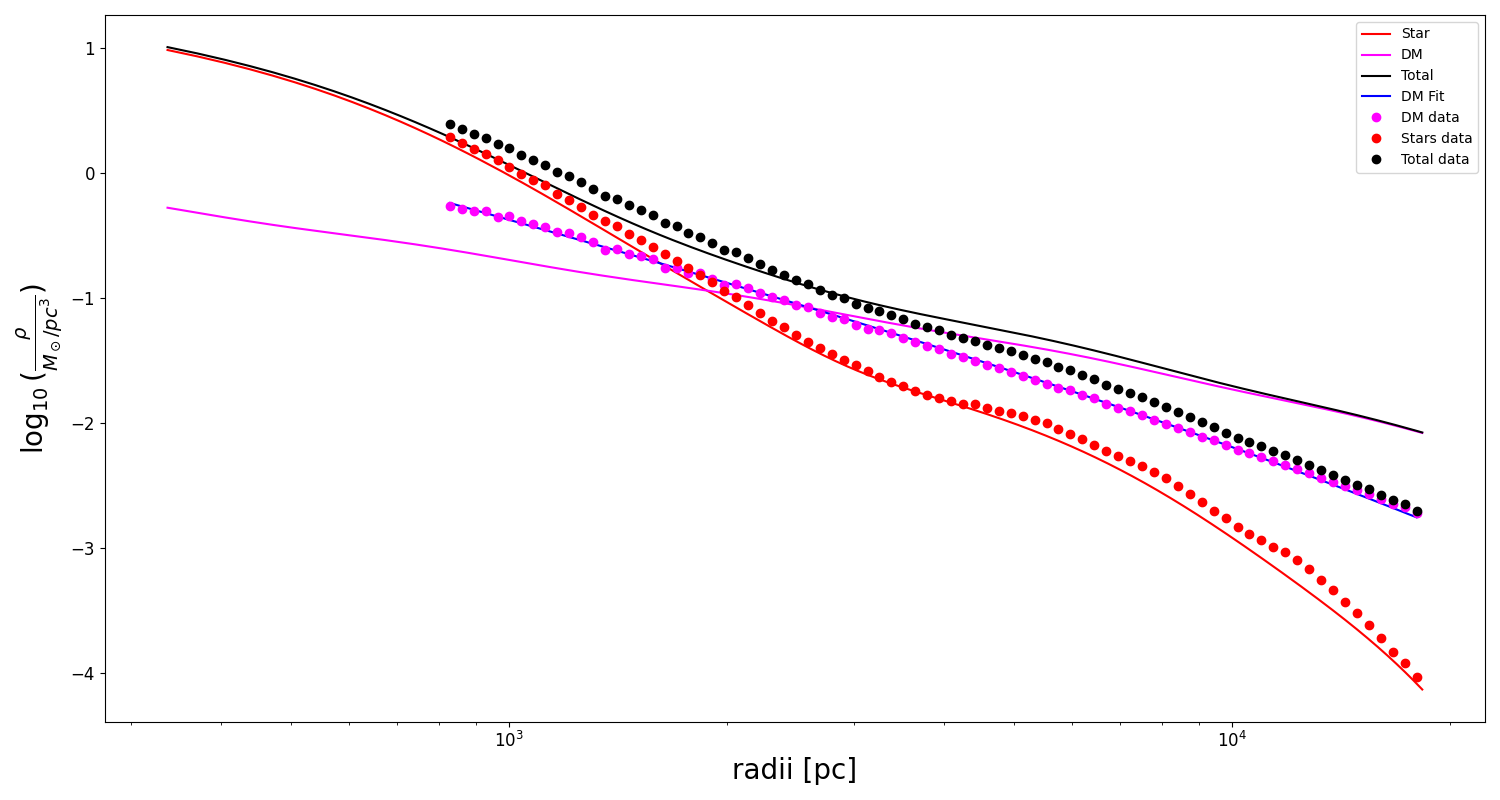 1
0
−1
−2
−3
−4
log₁₀(ρ / M⊙/pc³)
10³
10⁴
radii [pc]
Star
DM
Total
DM Fit
DM data
Stars data
Total data